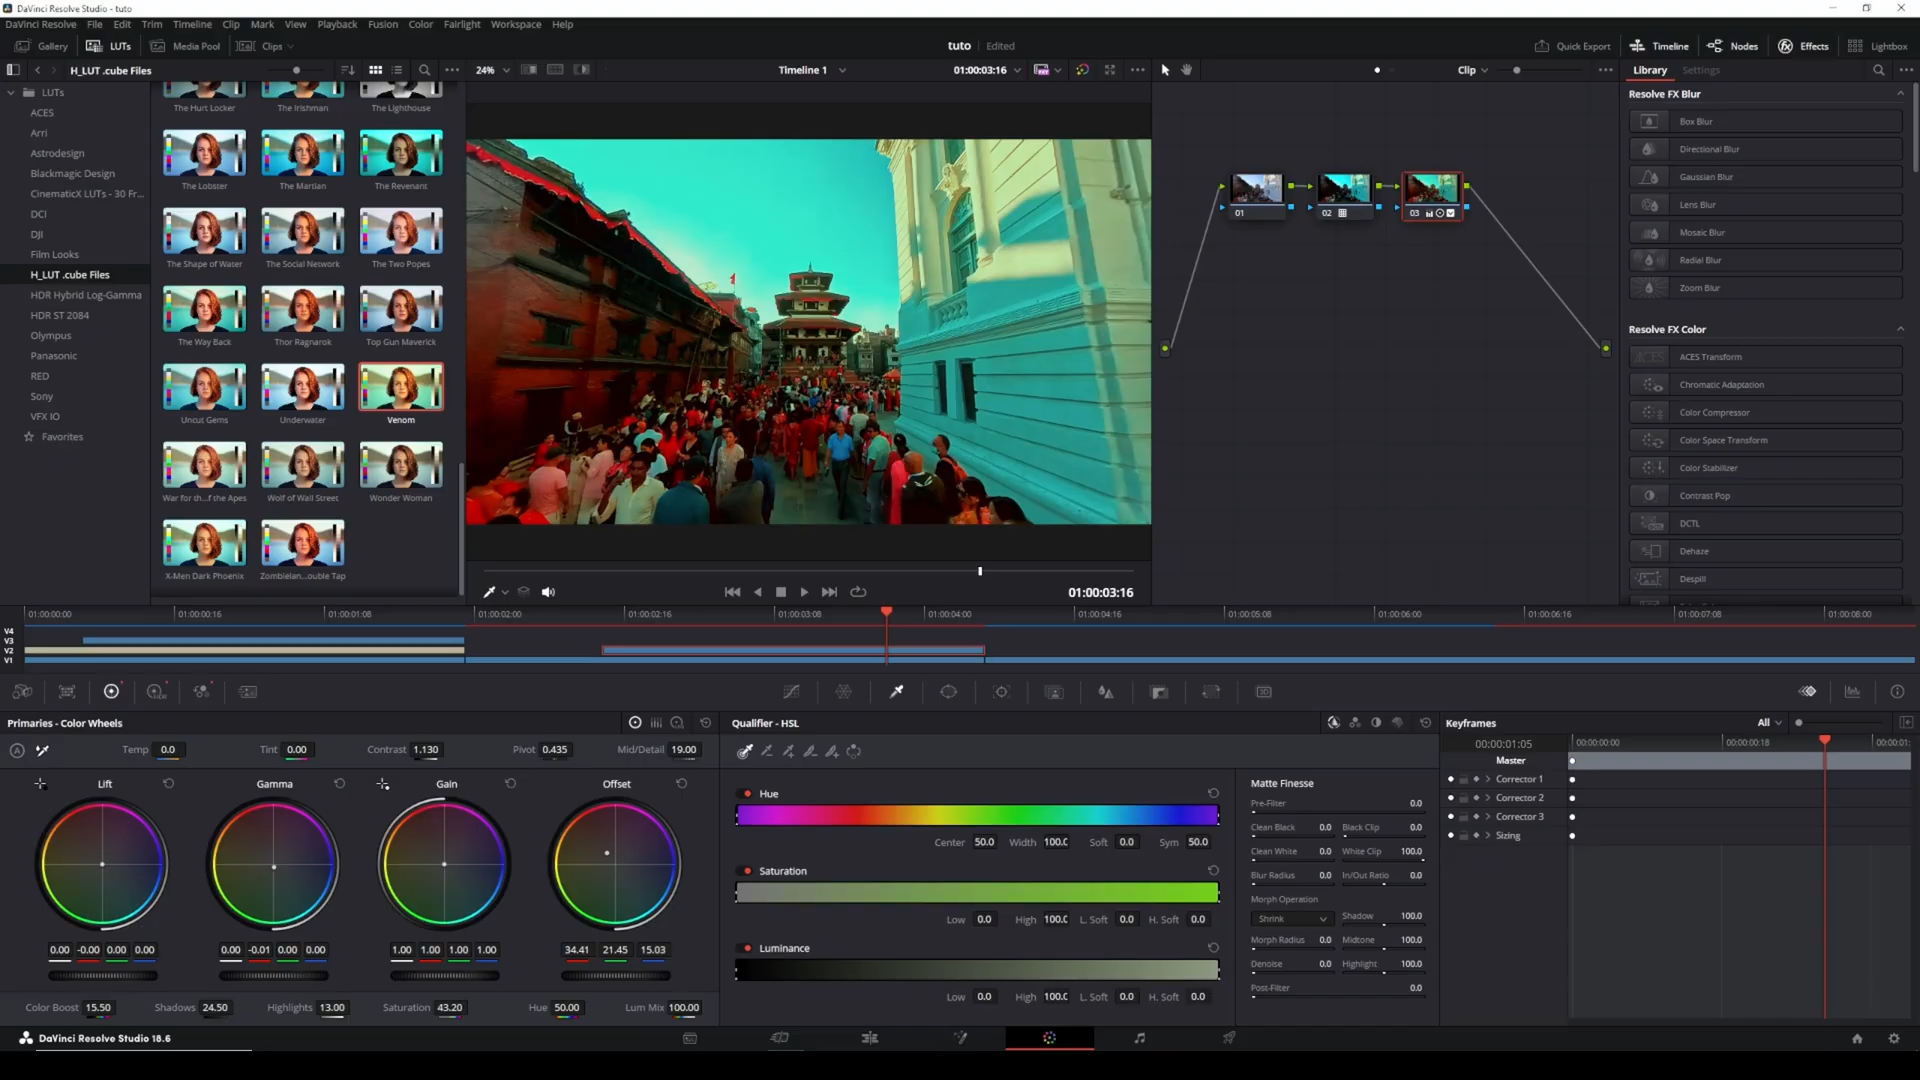 DaVinci Resolve Studio - tuto
DaVinci Resolve File Edit Trim Timeline Clip Mark View Playback Fusion Color Fairlight Workspace Help
Gallery LUTs Media Pool Clips tuto Edited Quick Export Timeline Nodes Effects Lightbox
H_LUT .cube Files 24% Timeline 1 01:00:03:16 Clip Library Settings
LUTs
ACES
Arri
Astrodesign
Blackmagic Design
CinematicX LUTs - 30 Fr...
DCI
DJI
Film Looks
H_LUT .cube Files
HDR Hybrid Log-Gamma
HDR ST 2084
Olympus
Panasonic
RED
Sony
VFX IO
Favorites
The Hurt Locker The Irishman The Lighthouse
The Lobster The Martian The Revenant
The Shape of Water The Social Network The Two Popes
The Way Back Thor Ragnarok Top Gun Maverick
Uncut Gems Underwater Venom
War for th...f the Apes Wolf of Wall Street Wonder Woman
X-Men Dark Phoenix Zombielan...ouble Tap
01:00:03:16
01 02 03
Resolve FX Blur
Box Blur
Directional Blur
Gaussian Blur
Lens Blur
Mosaic Blur
Radial Blur
Zoom Blur
Resolve FX Color
ACES Transform
Chromatic Adaptation
Color Compressor
Color Space Transform
Color Stabilizer
Contrast Pop
DCTL
Dehaze
Despill
01:00:00:00 01:00:00:16 01:00:01:08 01:00:02:00 01:00:02:16 01:00:03:08 01:00:04:00 01:00:04:16 01:00:05:08 01:00:06:00 01:00:06:16 01:00:07:08 01:00:08:00
V4
V3
V2
V1
Primaries - Color Wheels
Temp 0.0 Tint 0.00 Contrast 1.130 Pivot 0.435 Mid/Detail 19.00
Lift Gamma Gain Offset
0.00 -0.00 0.00 0.00 0.00 -0.01 0.00 0.00 1.00 1.00 1.00 1.00 34.41 21.45 15.03
Color Boost 15.50 Shadows 24.50 Highlights 13.00 Saturation 43.20 Hue 50.00 Lum Mix 100.00
Qualifier - HSL
Hue
Center 50.0 Width 100.0 Soft 0.0 Sym 50.0
Saturation
Low 0.0 High 100.0 L. Soft 0.0 H. Soft 0.0
Luminance
Low 0.0 High 100.0 L. Soft 0.0 H. Soft 0.0
Matte Finesse
Pre-Filter 0.0
Clean Black 0.0 Black Clip 0.0
Clean White 0.0 White Clip 100.0
Blur Radius 0.0 In/Out Ratio 0.0
Morph Operation
Shrink Shadow 100.0
Morph Radius 0.0 Midtone 100.0
Denoise 0.0 Highlight 100.0
Post-Filter 0.0
Keyframes All
00:00:01:05 00:00:00:00 00:00:00:18 00:00:01:
Master
Corrector 1
Corrector 2
Corrector 3
Sizing
DaVinci Resolve Studio 18.6